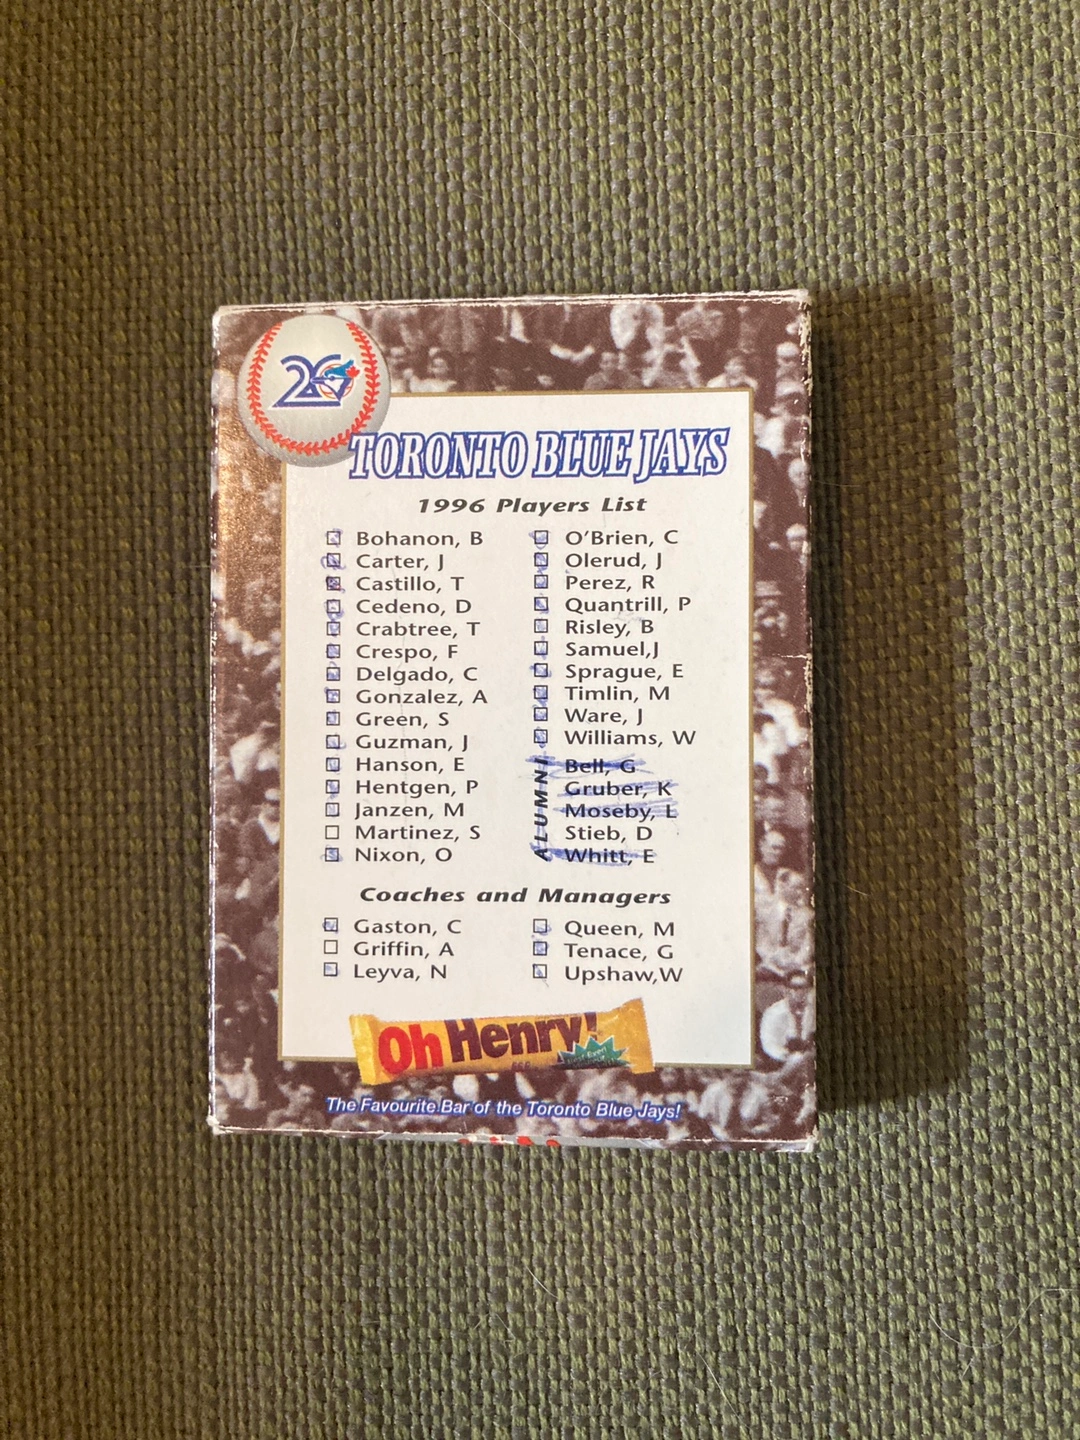 20
TORONTO BLUE JAYS
1996 Players List
Bohanon, B
Carter, J
Castillo, T
Cedeno, D
Crabtree, T
Crespo, F
Delgado, C
Gonzalez, A
Green, S
Guzman, J
Hanson, E
Hentgen, P
Janzen, M
Martinez, S
Nixon, O
O'Brien, C
Olerud, J
Perez, R
Quantrill, P
Risley, B
Samuel,J
Sprague, E
Timlin, M
Ware, J
Williams, W
ALUMNI
Bell, G
Gruber, K
Moseby, L
Stieb, D
Whitt, E
Coaches and Managers
Gaston, C
Griffin, A
Leyva, N
Queen, M
Tenace, G
Upshaw,W
Oh Henry!
The Favourite Bar of the Toronto Blue Jays!